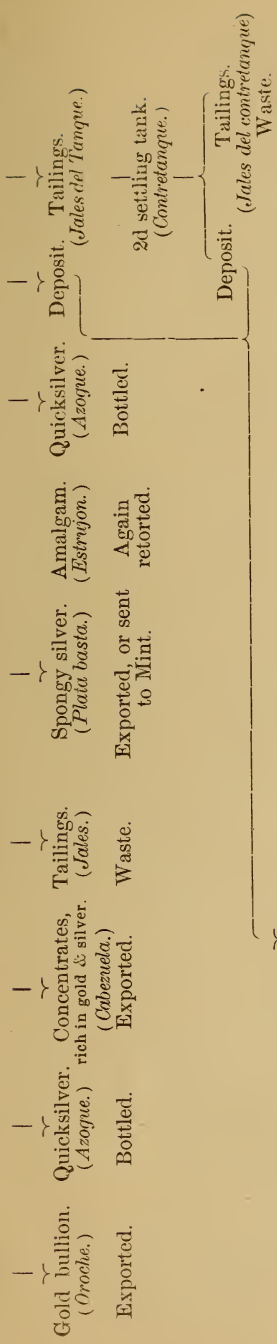 Gold bullion.
(Oroche.)
Exported.
Quicksilver.
(Azogue.)
Bottled.
Concentrates,
rich in gold & silver.
(Cabezuela.)
Exported.
Tailings.
(Jales.)
Waste.
Spongy silver.
(Plata basta.)
Exported, or sent
to Mint.
Amalgam.
(Estrujon.)
Again
retorted.
Quicksilver.
(Azogue.)
Bottled.
Deposit.
Tailings.
(Jales del Tanque.)
2d settling tank.
(Contretanque.)
Deposit.
Tailings.
(Jales del contretanque)
Waste.